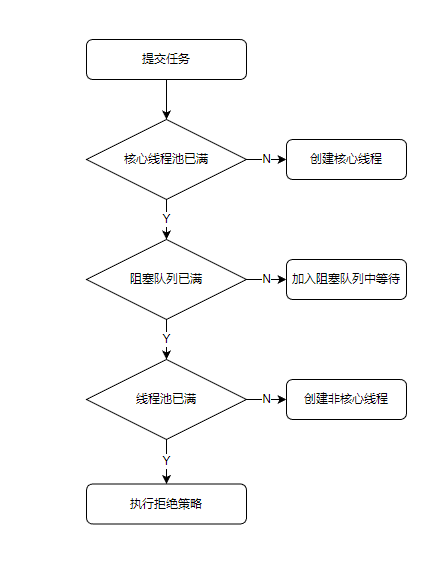 提交任务
核心线程池已满
N
创建核心线程
Y
阻塞队列已满
N
加入阻塞队列中等待
Y
线程池已满
N
创建非核心线程
Y
执行拒绝策略